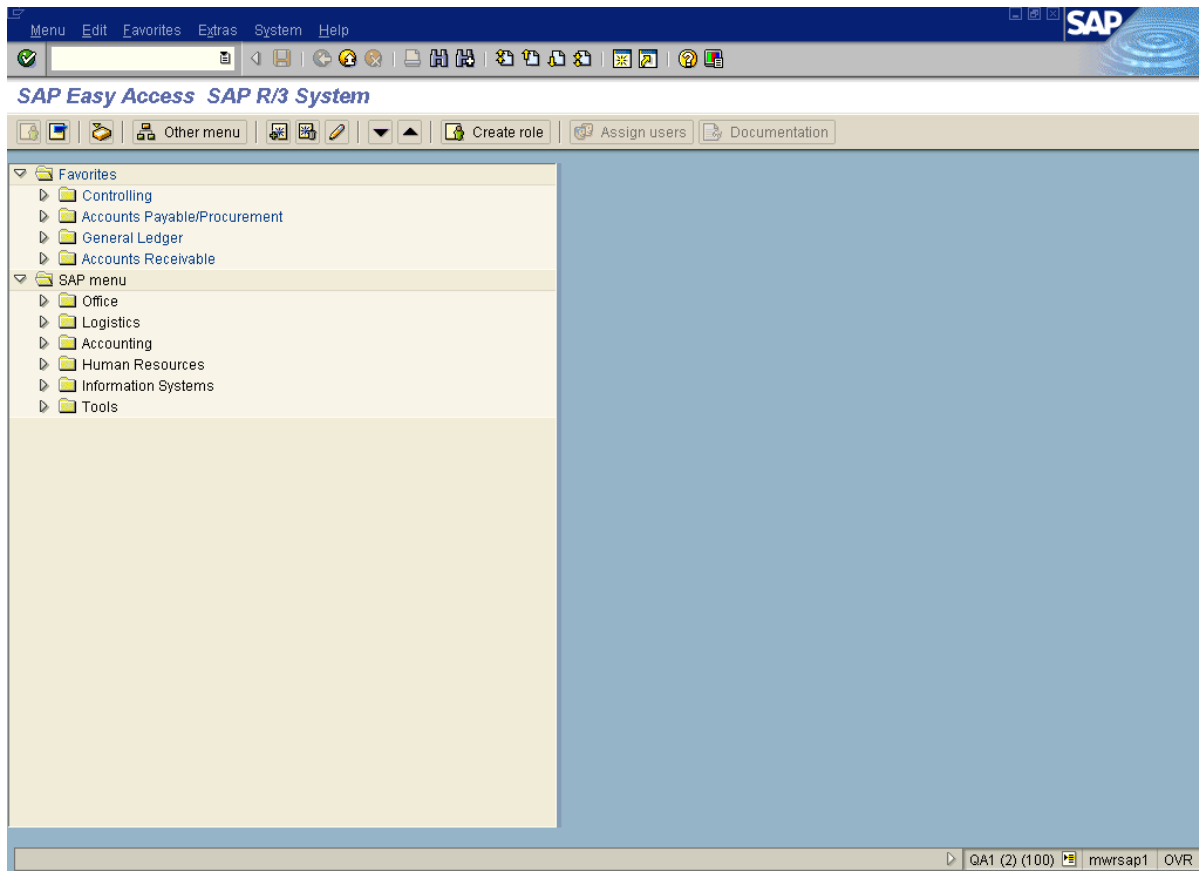 Menu Edit Favorites Extras System Help
SAP
SAP Easy Access SAP R/3 System
Other menu Create role Assign users Documentation
Favorites
Controlling
Accounts Payable/Procurement
General Ledger
Accounts Receivable
SAP menu
Office
Logistics
Accounting
Human Resources
Information Systems
Tools
QA1 (2) (100) mwrsap1 OVR